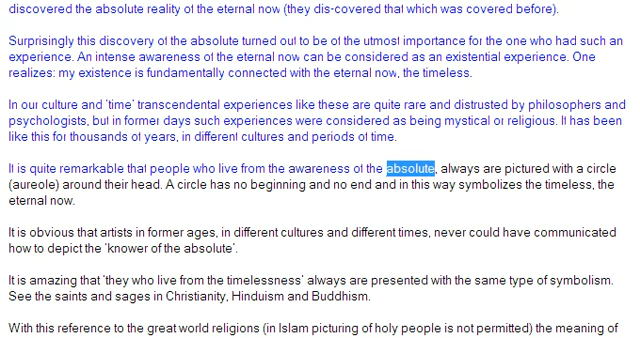 discovered the absolute reality of the eternal now (they dis-covered that which was covered before).
Surprisingly this discovery of the absolute turned out to be of the utmost importance for the one who had such an
experience. An intense awareness of the eternal now can be considered as an existential experience. One
realizes: my existence is fundamentally connected with the eternal now, the timeless.
In our culture and 'time' transcendental experiences like these are quite rare and distrusted by philosophers and
psychologists, but in former days such experiences were considered as being mystical or religious. It has been
like this for thousands of years, in different cultures and periods of time.
It is quite remarkable that people who live from the awareness of the absolute, always are pictured with a circle
(aureole) around their head. A circle has no beginning and no end and in this way symbolizes the timeless, the
eternal now.
It is obvious that artists in former ages, in different cultures and different times, never could have communicated
how to depict the 'knower of the absolute'.
It is amazing that 'they who live from the timelessness' always are presented with the same type of symbolism.
See the saints and sages in Christianity, Hinduism and Buddhism.
With this reference to the great world religions (in Islam picturing of holy people is not permitted) the meaning of